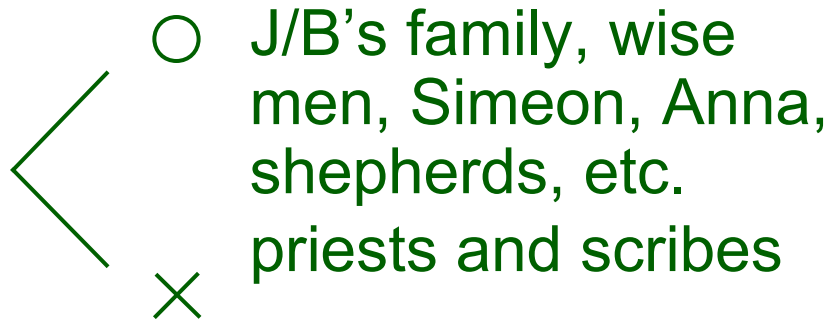 J/B’s family, wise
men, Simeon, Anna,
shepherds, etc.
priests and scribes